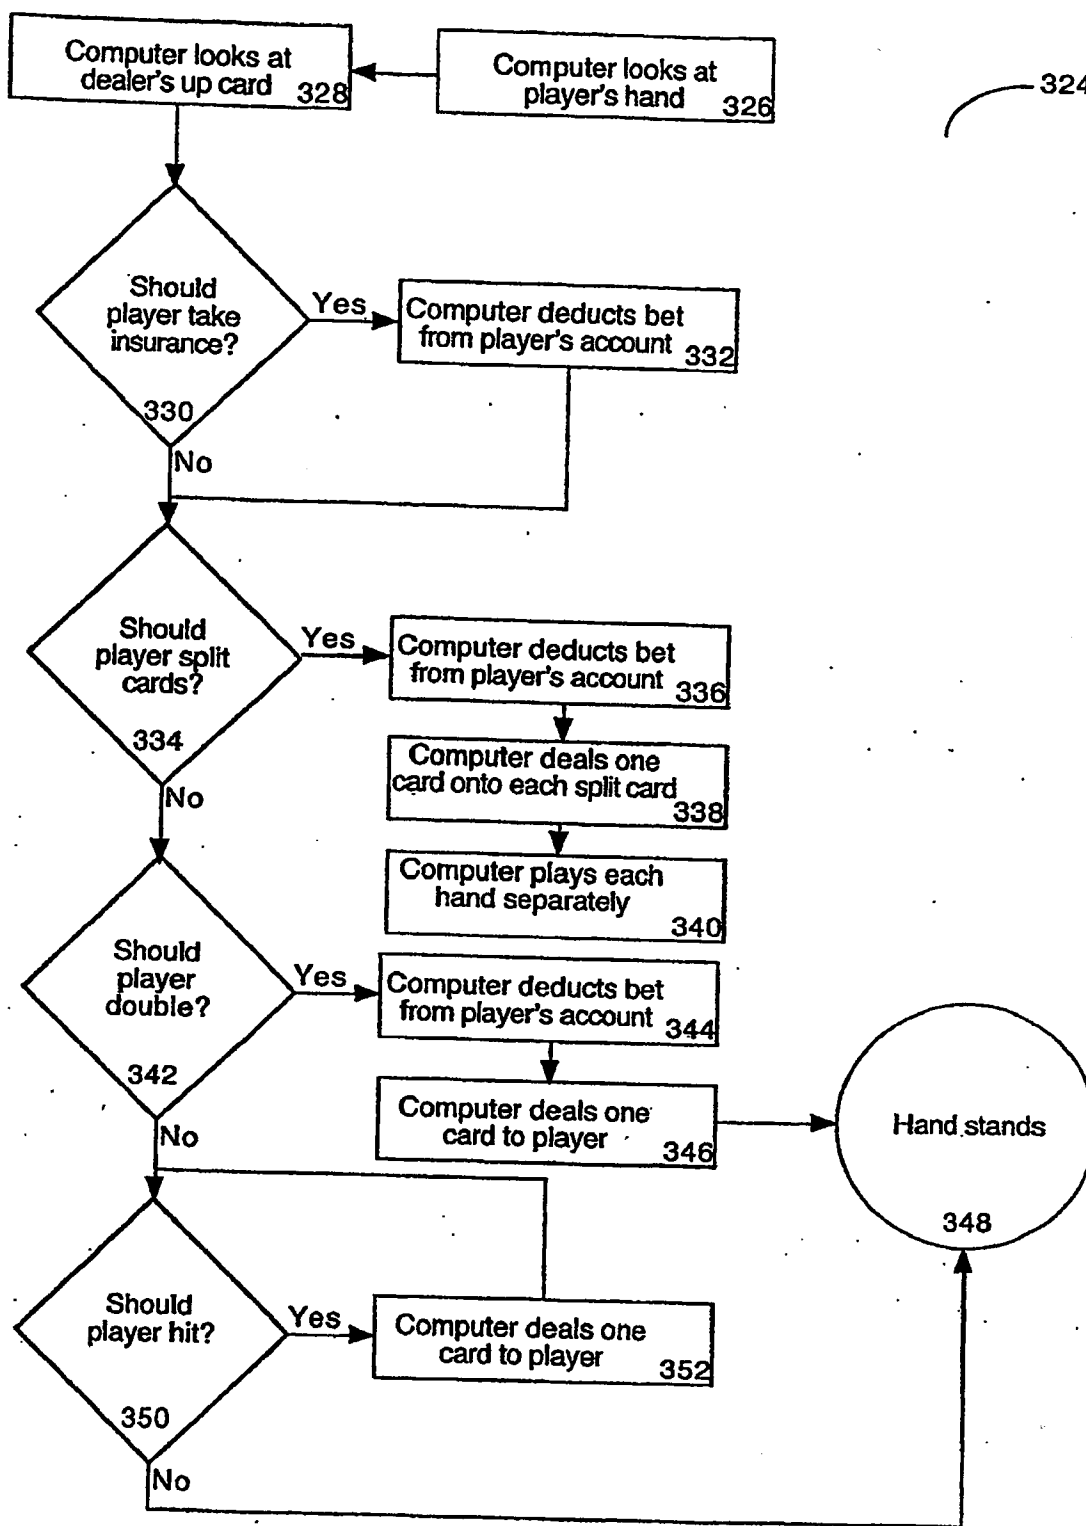 Computer looks at
dealer's up card 328
Computer looks at
player's hand 326
324
Should
player take
insurance?
330
Yes
Computer deducts bet
from player's account 332
No
Should
player split
cards?
334
Yes
Computer deducts bet
from player's account 336
Computer deals one
card onto each split card
338
Computer plays each
hand separately
340
No
Should
player
double?
342
Yes
Computer deducts bet
from player's account 344
Computer deals one
card to player 346
Hand stands
348
No
Should
player hit?
350
Yes
Computer deals one
card to player 352
No